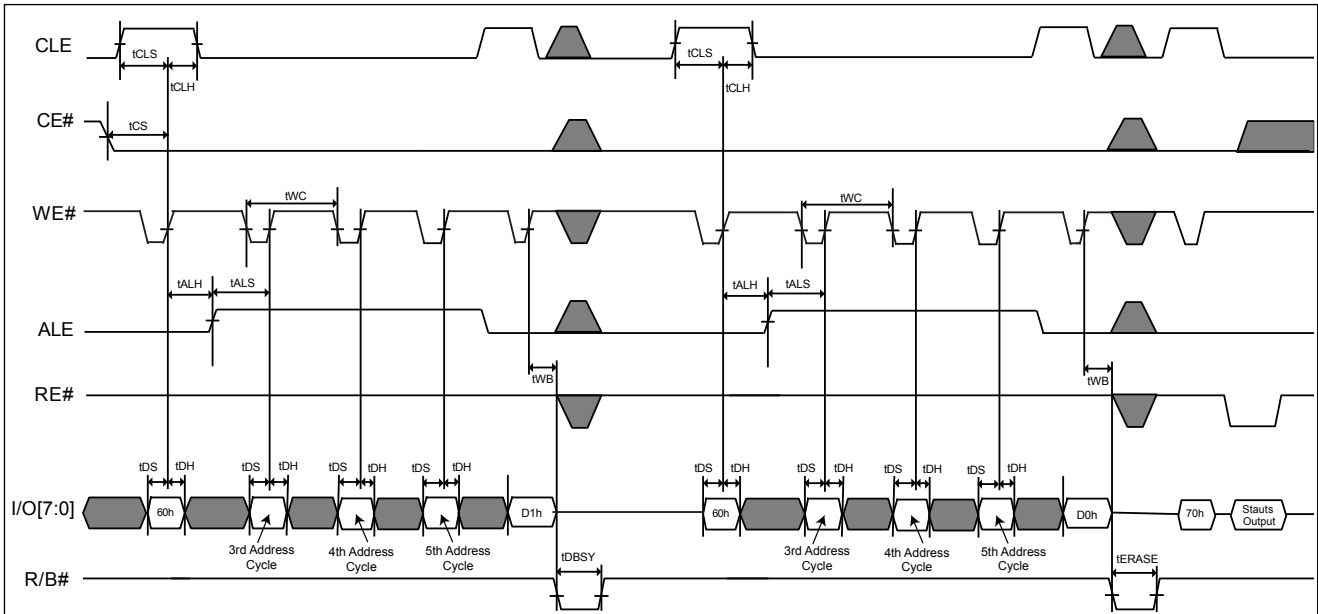 CLE
tCLS
tCLH
tCLS
tCLH
CE#
tCS
WE#
tWC
tWC
ALE
tALH
tALS
tALH
tALS
RE#
tWB
tWB
I/O[7:0]
tDS tDH tDS tDH tDS tDH tDS tDH tDS tDH tDS tDH tDS tDH tDS tDH
60h D1h 60h D0h 70h Stauts Output
3rd Address Cycle
4th Address Cycle
5th Address Cycle
3rd Address Cycle
4th Address Cycle
5th Address Cycle
R/B#
tDBSY
tERASE